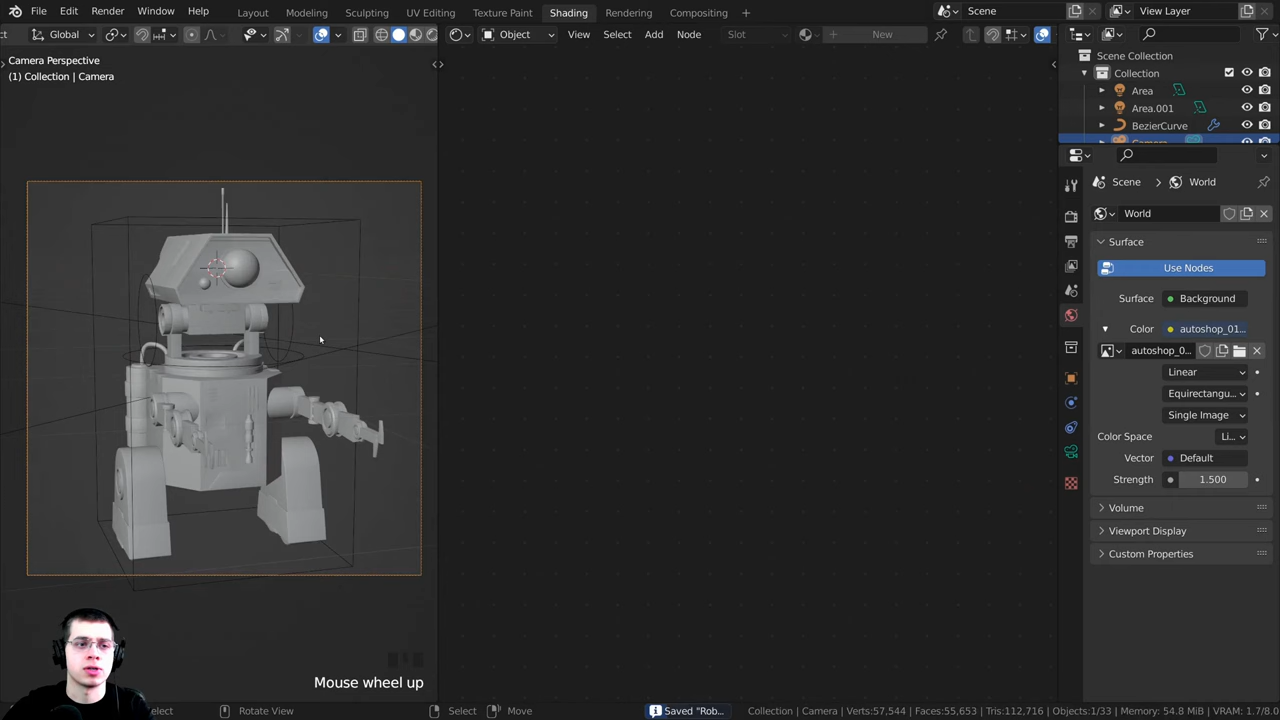 File Edit Render Window Help Layout Modeling Sculpting UV Editing Texture Paint Shading Rendering Compositing + Scene View Layer
Global Object View Select Add Node Slot New
Camera Perspective
(1) Collection | Camera
Scene Collection
Collection
Area
Area.001
BezierCurve
Camera
Scene > World
World
Surface
Use Nodes
Surface Background
Color autoshop_01...
autoshop_0...
Linear
Equirectangu...
Single Image
Color Space Li...
Vector Default
Strength 1.500
Volume
Viewport Display
Custom Properties
Mouse wheel up
elect Rotate View Select Move Saved "Rob... Collection | Camera | Verts:57,544 | Faces:55,653 | Tris:112,716 | Objects:1/33 | Memory: 54.8 MiB | VRAM: 1.7/8.0